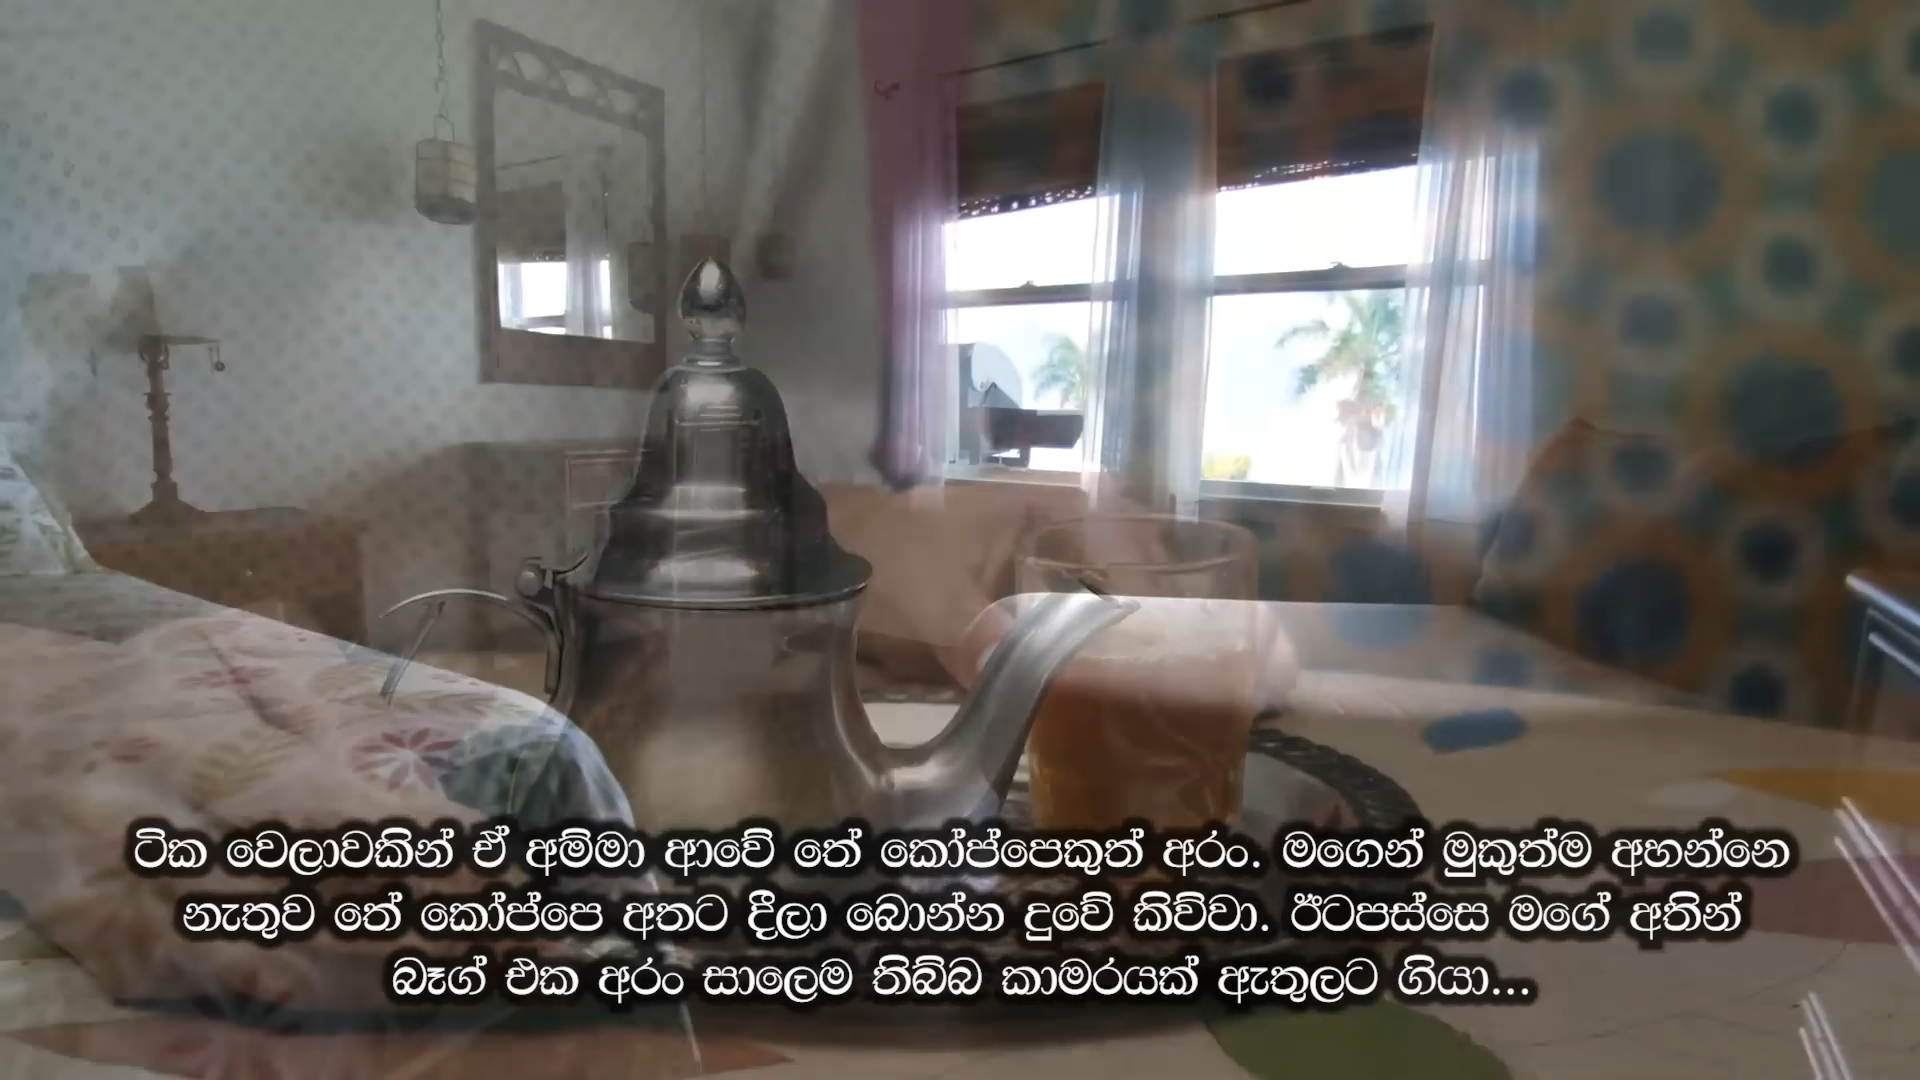 ටික වෙලාවකින් ඒ අම්මා ආවේ තේ කෝප්පෙකුත් අරං. මගෙන් මුකුත්ම අහන්නෙ
නැතුව තේ කෝප්පෙ අතට දීලා බොන්න දුවේ කිව්වා. ඊටපස්සෙ මගේ අතින්
බෑග් එක අරං සාලෙම තිබ්බ කාමරයක් ඇතුලට ගියා...